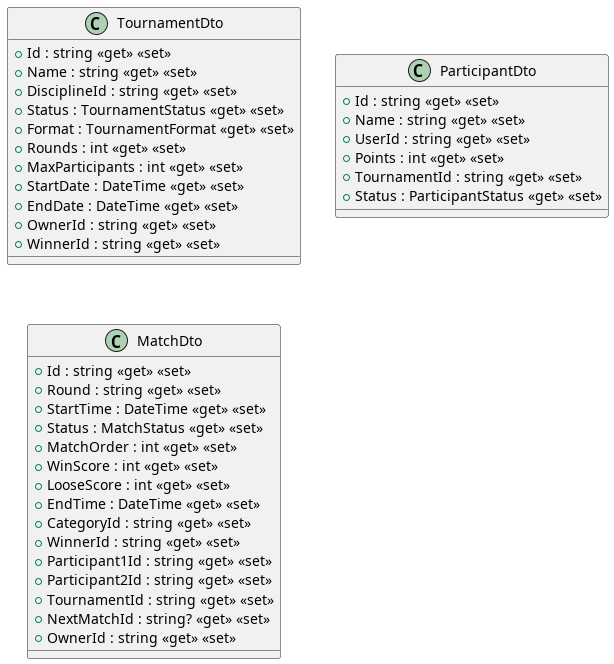 C TournamentDto
Id : string «get» «set»
Name : string «get» «set»
DisciplineId : string «get» «set»
Status : TournamentStatus «get» «set»
Format : TournamentFormat «get» «set»
Rounds : int «get» «set»
MaxParticipants : int «get» «set»
StartDate : DateTime «get» «set»
EndDate : DateTime «get» «set»
OwnerId : string «get» «set»
WinnerId : string «get» «set»
C ParticipantDto
Id : string «get» «set»
Name : string «get» «set»
UserId : string «get» «set»
Points : int «get» «set»
TournamentId : string «get» «set»
Status : ParticipantStatus «get» «set»
C MatchDto
Id : string «get» «set»
Round : string «get» «set»
StartTime : DateTime «get» «set»
Status : MatchStatus «get» «set»
MatchOrder : int «get» «set»
WinScore : int «get» «set»
LooseScore : int «get» «set»
EndTime : DateTime «get» «set»
CategoryId : string «get» «set»
WinnerId : string «get» «set»
Participant1Id : string «get» «set»
Participant2Id : string «get» «set»
TournamentId : string «get» «set»
NextMatchId : string? «get» «set»
OwnerId : string «get» «set»